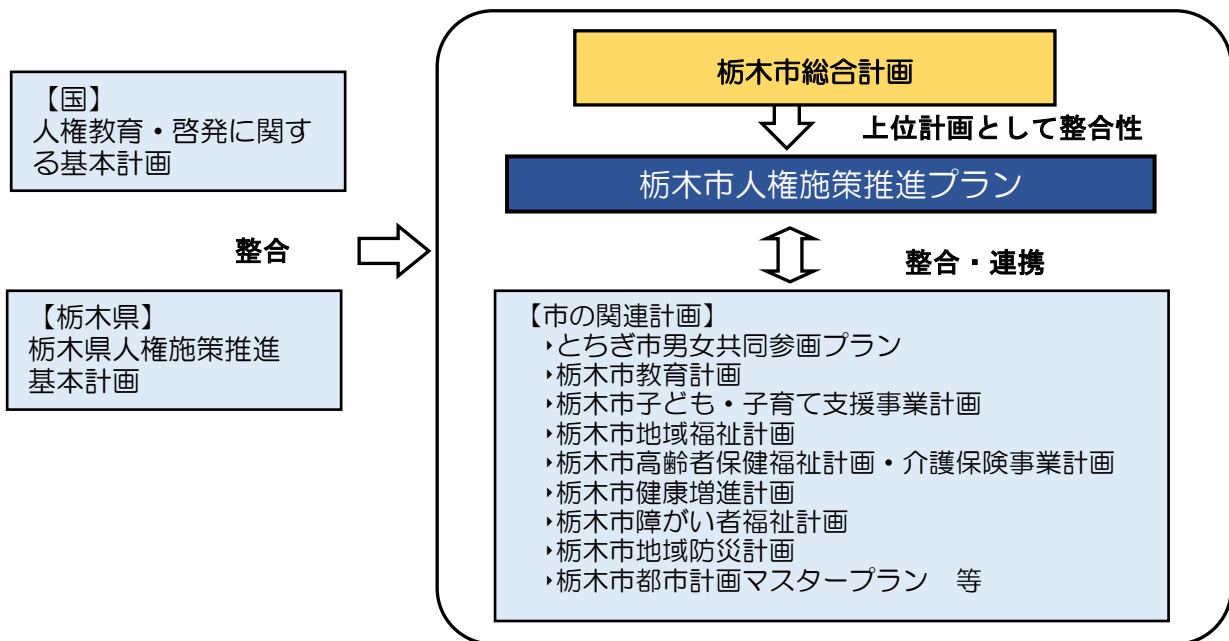 【国】
人権教育・啓発に関す
る基本計画
整合
【栃木県】
栃木県人権施策推進
基本計画
栃木市総合計画
上位計画として整合性
栃木市人権施策推進プラン
整合・連携
【市の関連計画】
‣とちぎ市男女共同参画プラン
‣栃木市教育計画
‣栃木市子ども・子育て支援事業計画
‣栃木市地域福祉計画
‣栃木市高齢者保健福祉計画・介護保険事業計画
‣栃木市健康増進計画
‣栃木市障がい者福祉計画
‣栃木市地域防災計画
‣栃木市都市計画マスタープラン　等